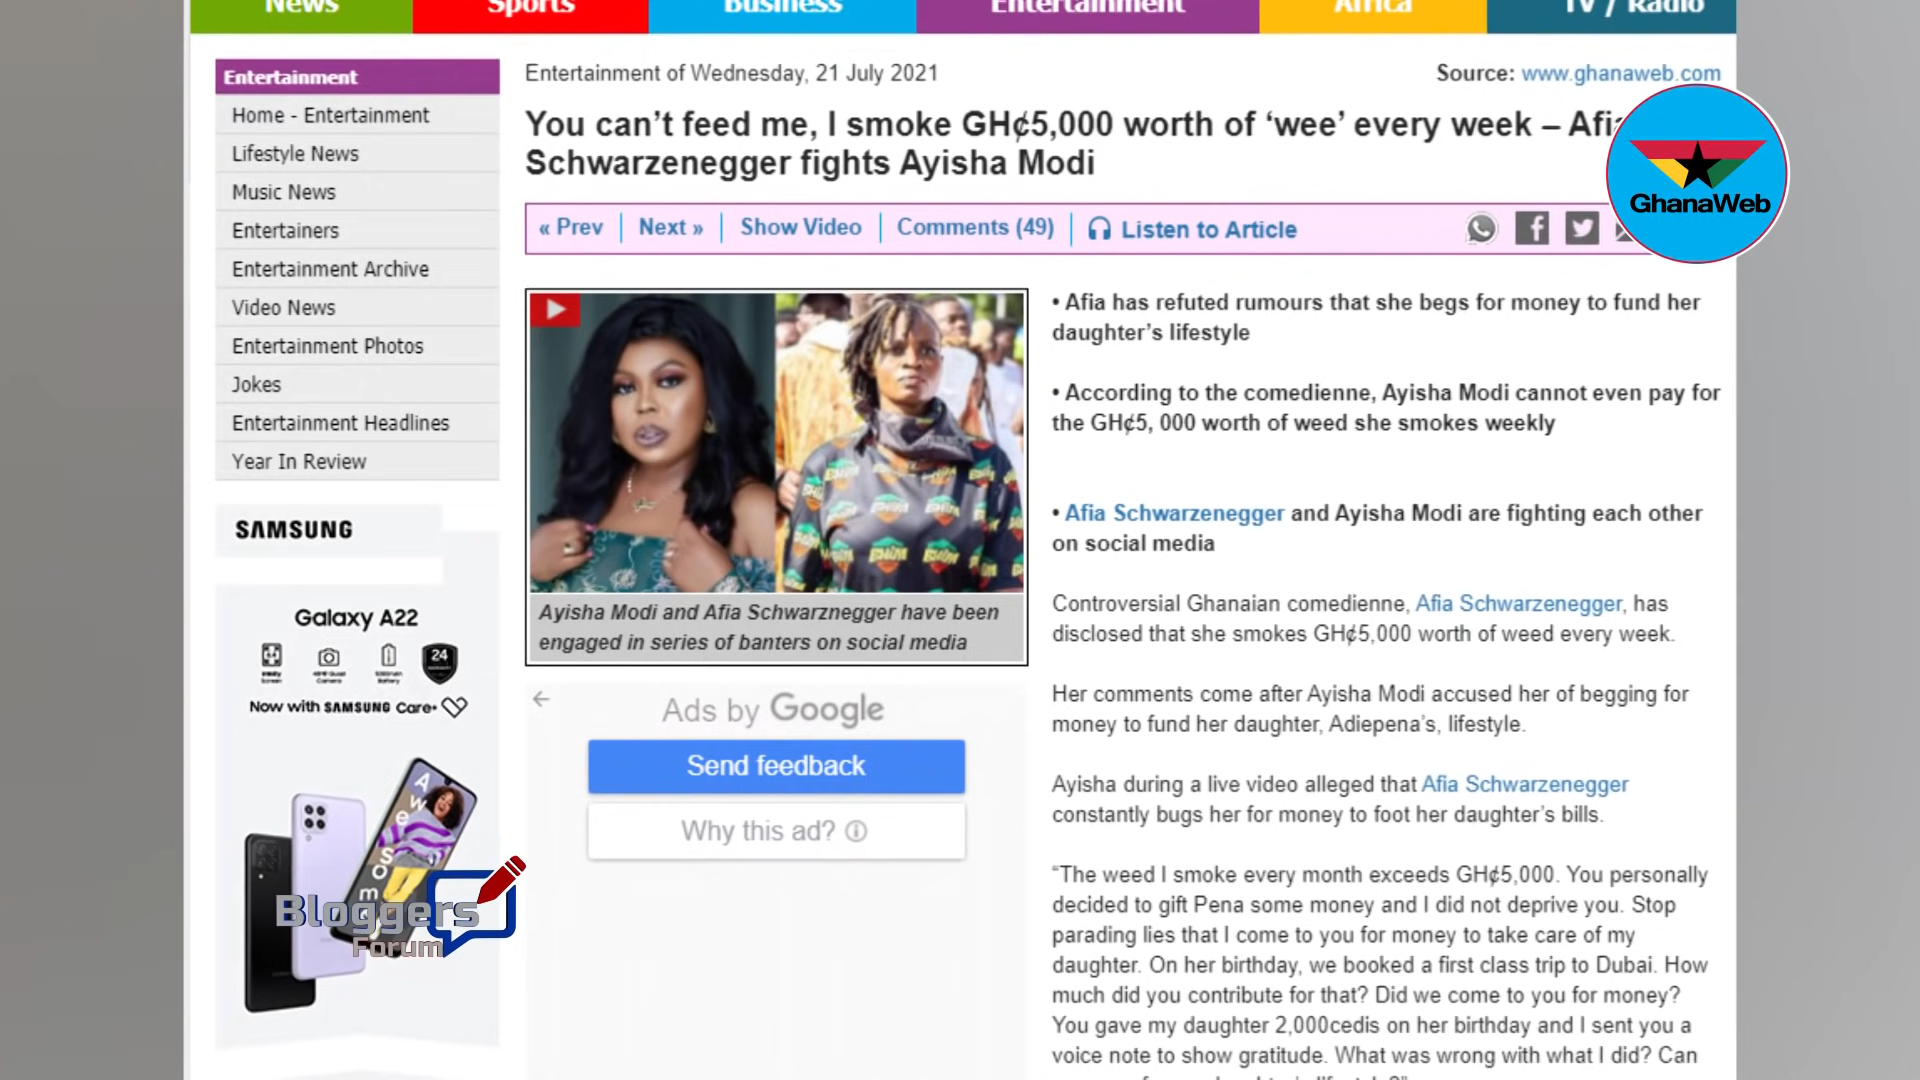 News Sports Business Entertainment Africa TV / Radio
Entertainment
Home - Entertainment
Lifestyle News
Music News
Entertainers
Entertainment Archive
Video News
Entertainment Photos
Jokes
Entertainment Headlines
Year In Review
SAMSUNG
Galaxy A22
24
Now with SAMSUNG Care+
Awesome
Bloggers
Forum
Entertainment of Wednesday, 21 July 2021
Source: www.ghanaweb.com
You can’t feed me, I smoke GH¢5,000 worth of ‘wee’ every week – Afia
Schwarzenegger fights Ayisha Modi
GhanaWeb
« Prev Next » Show Video Comments (49) Listen to Article
Ayisha Modi and Afia Schwarznegger have been
engaged in series of banters on social media
Ads by Google
Send feedback
Why this ad?
• Afia has refuted rumours that she begs for money to fund her
daughter’s lifestyle
• According to the comedienne, Ayisha Modi cannot even pay for
the GH¢5, 000 worth of weed she smokes weekly
• Afia Schwarzenegger and Ayisha Modi are fighting each other
on social media
Controversial Ghanaian comedienne, Afia Schwarzenegger, has
disclosed that she smokes GH¢5,000 worth of weed every week.
Her comments come after Ayisha Modi accused her of begging for
money to fund her daughter, Adiepena’s, lifestyle.
Ayisha during a live video alleged that Afia Schwarzenegger
constantly bugs her for money to foot her daughter’s bills.
“The weed I smoke every month exceeds GH¢5,000. You personally
decided to gift Pena some money and I did not deprive you. Stop
parading lies that I come to you for money to take care of my
daughter. On her birthday, we booked a first class trip to Dubai. How
much did you contribute for that? Did we come to you for money?
You gave my daughter 2,000cedis on her birthday and I sent you a
voice note to show gratitude. What was wrong with what I did? Can